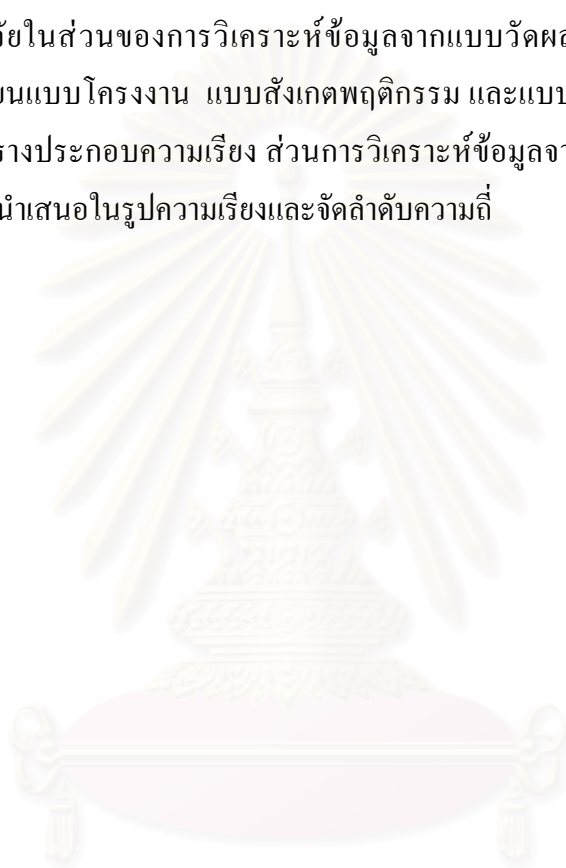 จัยในส่วนของการวิเคราะห์ข้อมูลจากแบบวัดผล
ยนแบบโครงงาน แบบสังเกตพฤติกรรม และแบบ
รางประกอบความเรียง ส่วนการวิเคราะห์ข้อมูลจา
นำเสนอในรูปความเรียงและจัดลำดับความถี่